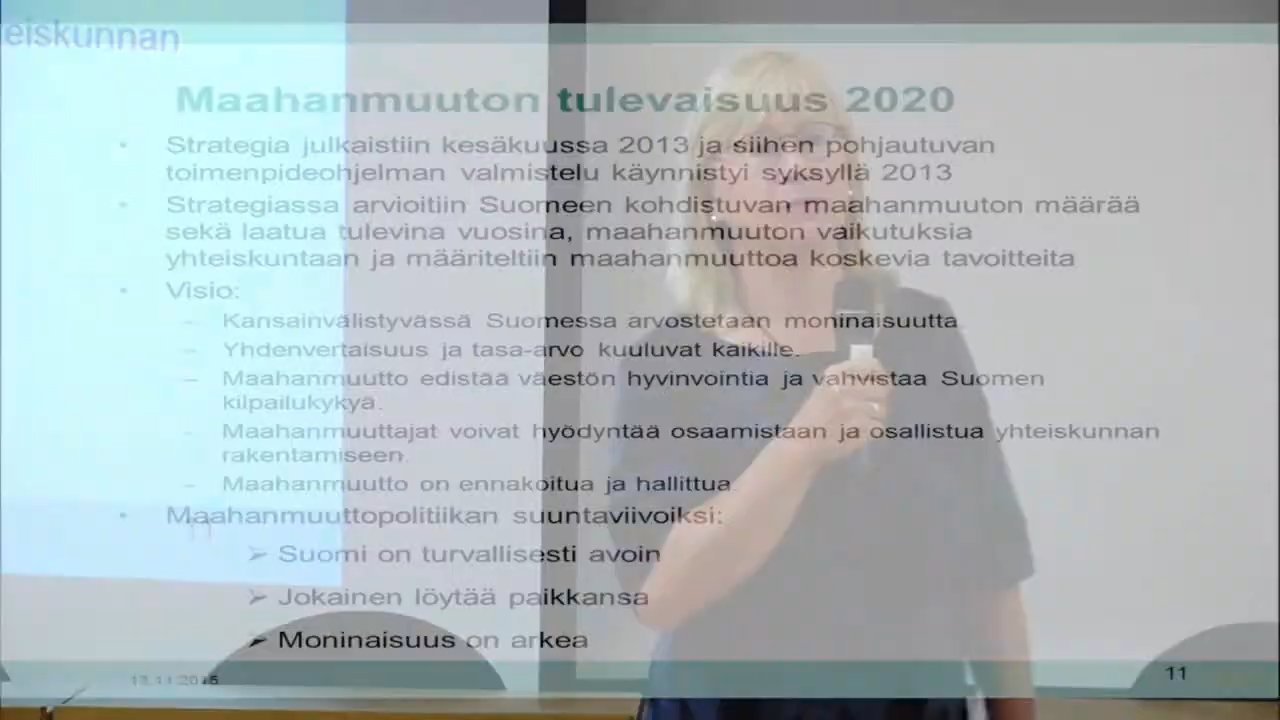 eiskunnan
Maahanmuuton tulevaisuus 2020
• Strategia julkaistiin kesäkuussa 2013 ja siihen pohjautuvan
toimenpideohjelman valmistelu käynnistyi syksyllä 2013
• Strategiassa arvioitiin Suomeen kohdistuvan maahanmuuton määrää
sekä laatua tulevina vuosina, maahanmuuton vaikutuksia
yhteiskuntaan ja määriteltiin maahanmuuttoa koskevia tavoitteita
• Visio:
– Kansainvälistyvässä Suomessa arvostetaan moninaisuutta.
– Yhdenvertaisuus ja tasa-arvo kuuluvat kaikille.
– Maahanmuutto edistää väestön hyvinvointia ja vahvistaa Suomen
kilpailukykyä.
– Maahanmuuttajat voivat hyödyntää osaamistaan ja osallistua yhteiskunnan
rakentamiseen.
– Maahanmuutto on ennakoitua ja hallittua.
• Maahanmuuttopolitiikan suuntaviivoiksi:
➢ Suomi on turvallisesti avoin
➢ Jokainen löytää paikkansa
➢ Moninaisuus on arkea
13.11.2015
11